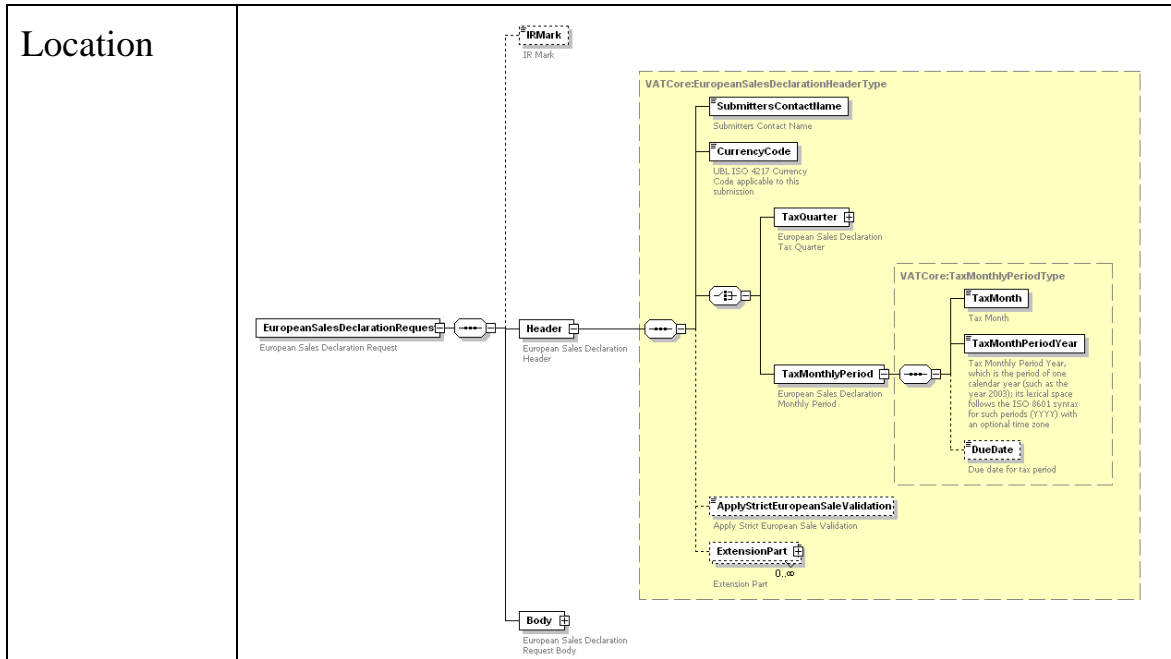 Location
IRMark
IR Mark
VATCore:EuropeanSalesDeclarationHeaderType
SubmittersContactName
Submitters Contact Name
CurrencyCode
UBL ISO 4217 Currency
Code applicable to this
submission
TaxQuarter
European Sales Declaration
Tax Quarter
VATCore:TaxMonthlyPeriodType
TaxMonth
Tax Month
EuropeanSalesDeclarationRequest
European Sales Declaration Request
Header
European Sales Declaration
Header
TaxMonthPeriodYear
Tax Monthly Period Year,
which is the period of one
calendar year (such as the
year 2003); its lexical space
follows the ISO 8601 syntax
for such periods (YYYY) with
an optional time zone
TaxMonthlyPeriod
European Sales Declaration
Monthly Period
DueDate
Due date for tax period
ApplyStrictEuropeanSaleValidation
Apply Strict European Sale Validation
ExtensionPart
0..∞
Extension Part
Body
European Sales Declaration
Request Body